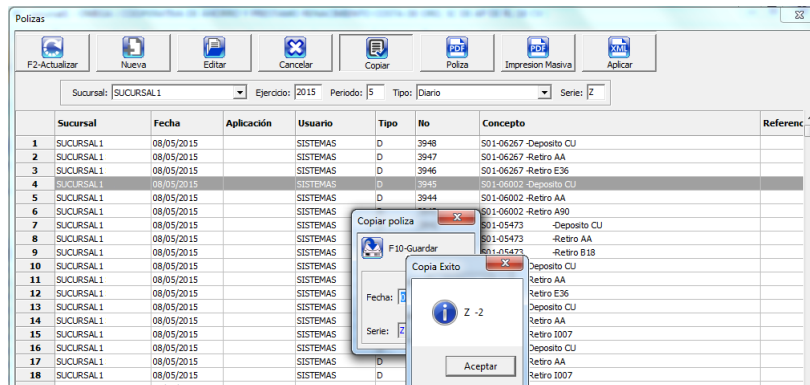 Polizas
F2-Actualizar Nueva Editar Cancelar Copiar Poliza Impresion Masiva Aplicar
Sucursal: SUCURSAL1 Ejercicio: 2015 Periodo: 5 Tipo: Diario Serie: Z
Sucursal Fecha Aplicación Usuario Tipo No Concepto Referenc
1 SUCURSAL1 08/05/2015 SISTEMAS D 3948 S01-06267 -Deposito CU
2 SUCURSAL1 08/05/2015 SISTEMAS D 3947 S01-06267 -Retiro AA
3 SUCURSAL1 08/05/2015 SISTEMAS D 3946 S01-06267 -Retiro E36
4 SUCURSAL1 08/05/2015 SISTEMAS D 3945 S01-06002 -Deposito CU
5 SUCURSAL1 08/05/2015 SISTEMAS D 3944 S01-06002 -Retiro AA
6 SUCURSAL1 08/05/2015 SISTEMAS S01-06002 -Retiro A90
7 SUCURSAL1 08/05/2015 SISTEMAS S01-05473 -Deposito CU
8 SUCURSAL1 08/05/2015 SISTEMAS S01-05473 -Retiro AA
9 SUCURSAL1 08/05/2015 SISTEMAS S01-05473 -Retiro B18
10 SUCURSAL1 08/05/2015 SISTEMAS Deposito CU
11 SUCURSAL1 08/05/2015 SISTEMAS Retiro AA
12 SUCURSAL1 08/05/2015 SISTEMAS Retiro E36
13 SUCURSAL1 08/05/2015 SISTEMAS Deposito CU
14 SUCURSAL1 08/05/2015 SISTEMAS Retiro AA
15 SUCURSAL1 08/05/2015 SISTEMAS Retiro I007
16 SUCURSAL1 08/05/2015 SISTEMAS Deposito CU
17 SUCURSAL1 08/05/2015 SISTEMAS D Retiro AA
18 SUCURSAL1 08/05/2015 SISTEMAS D Retiro I007
Copiar poliza
F10-Guardar
Fecha:
Serie: Z
Copia Exito
Z -2
Aceptar